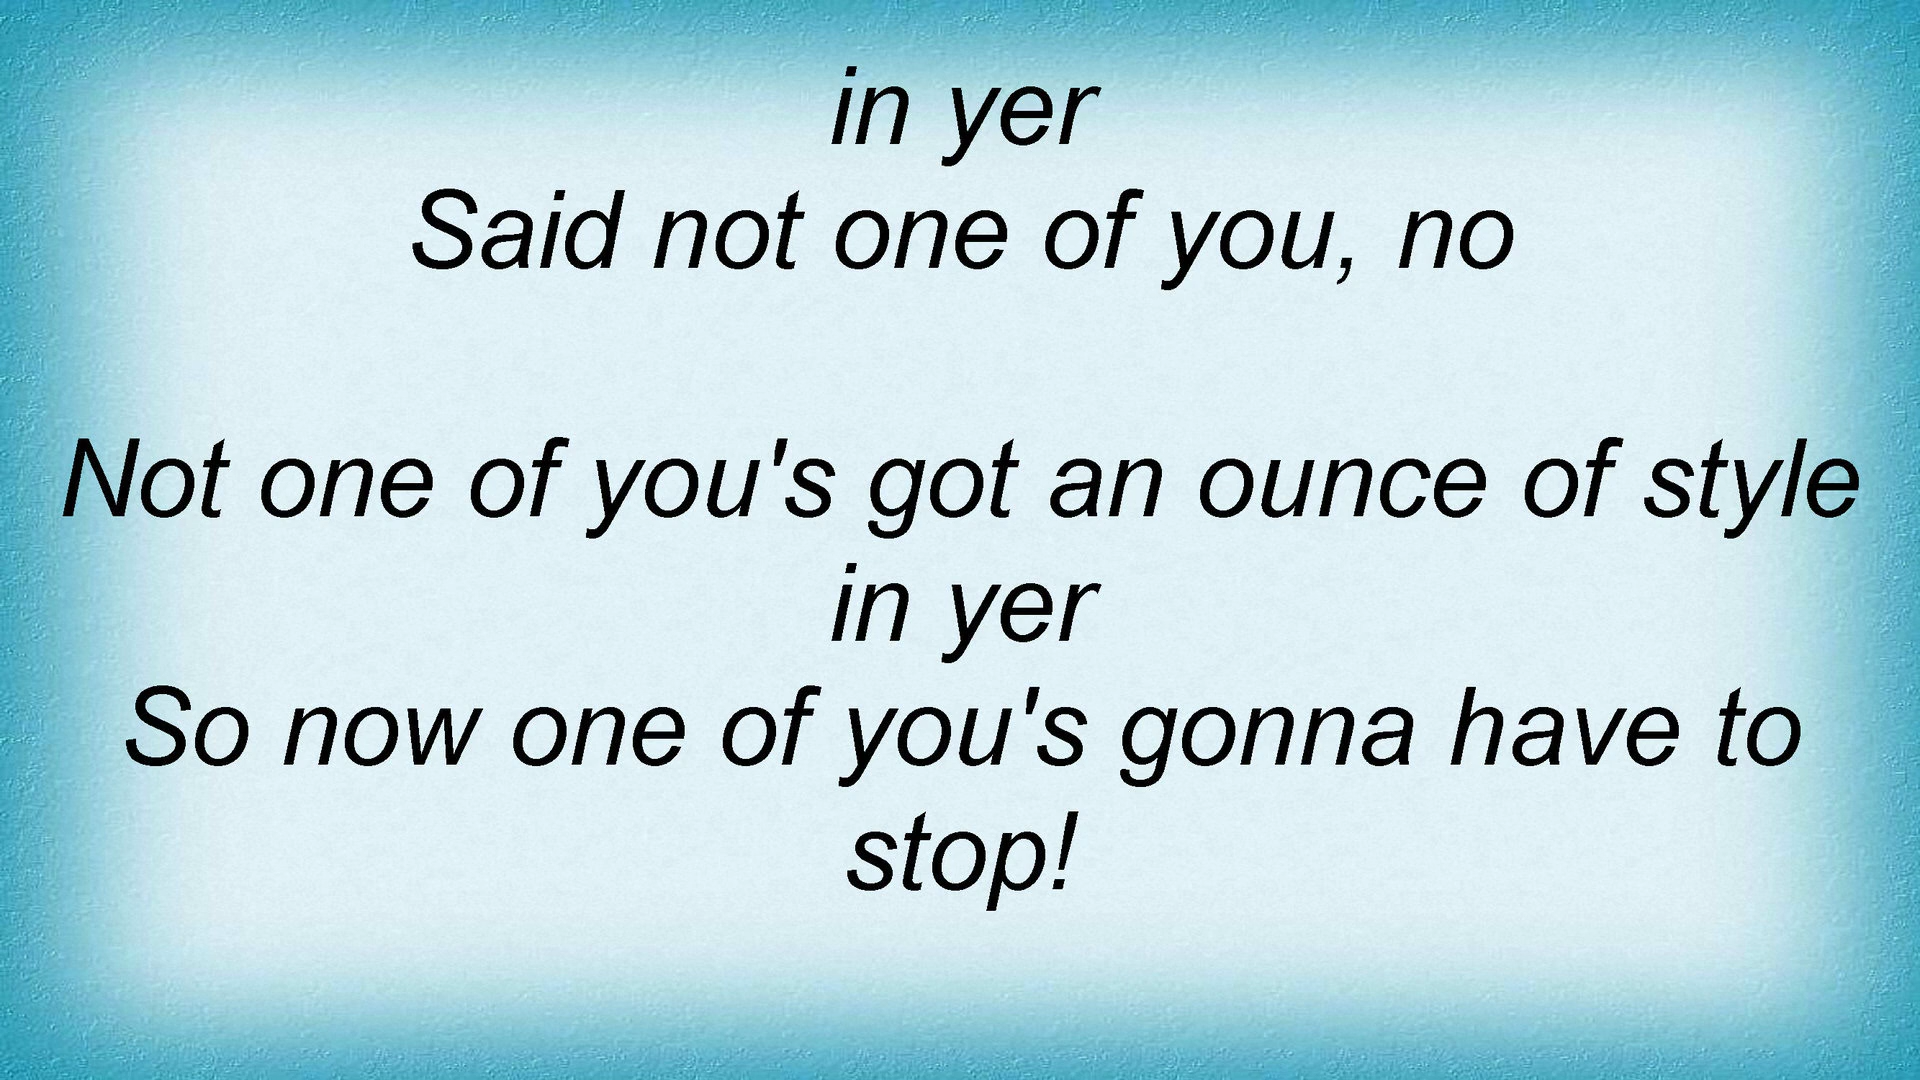 in yer
Said not one of you, no
Not one of you's got an ounce of style
in yer
So now one of you's gonna have to
stop!